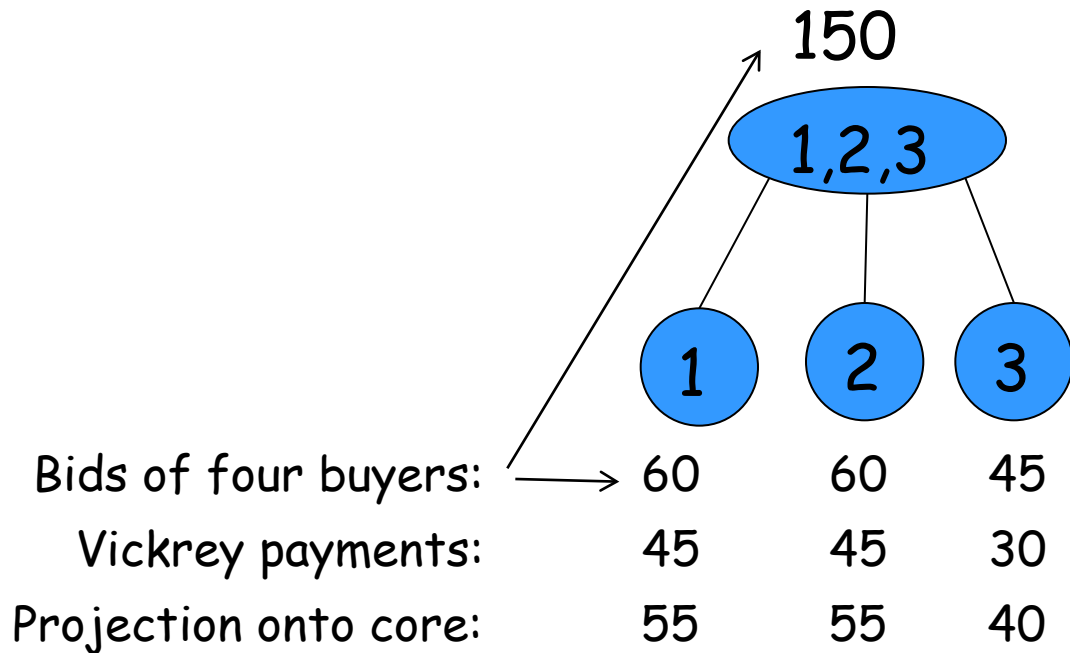 150
1,2,3
1 2 3
Bids of four buyers: 60 60 45
Vickrey payments: 45 45 30
Projection onto core: 55 55 40